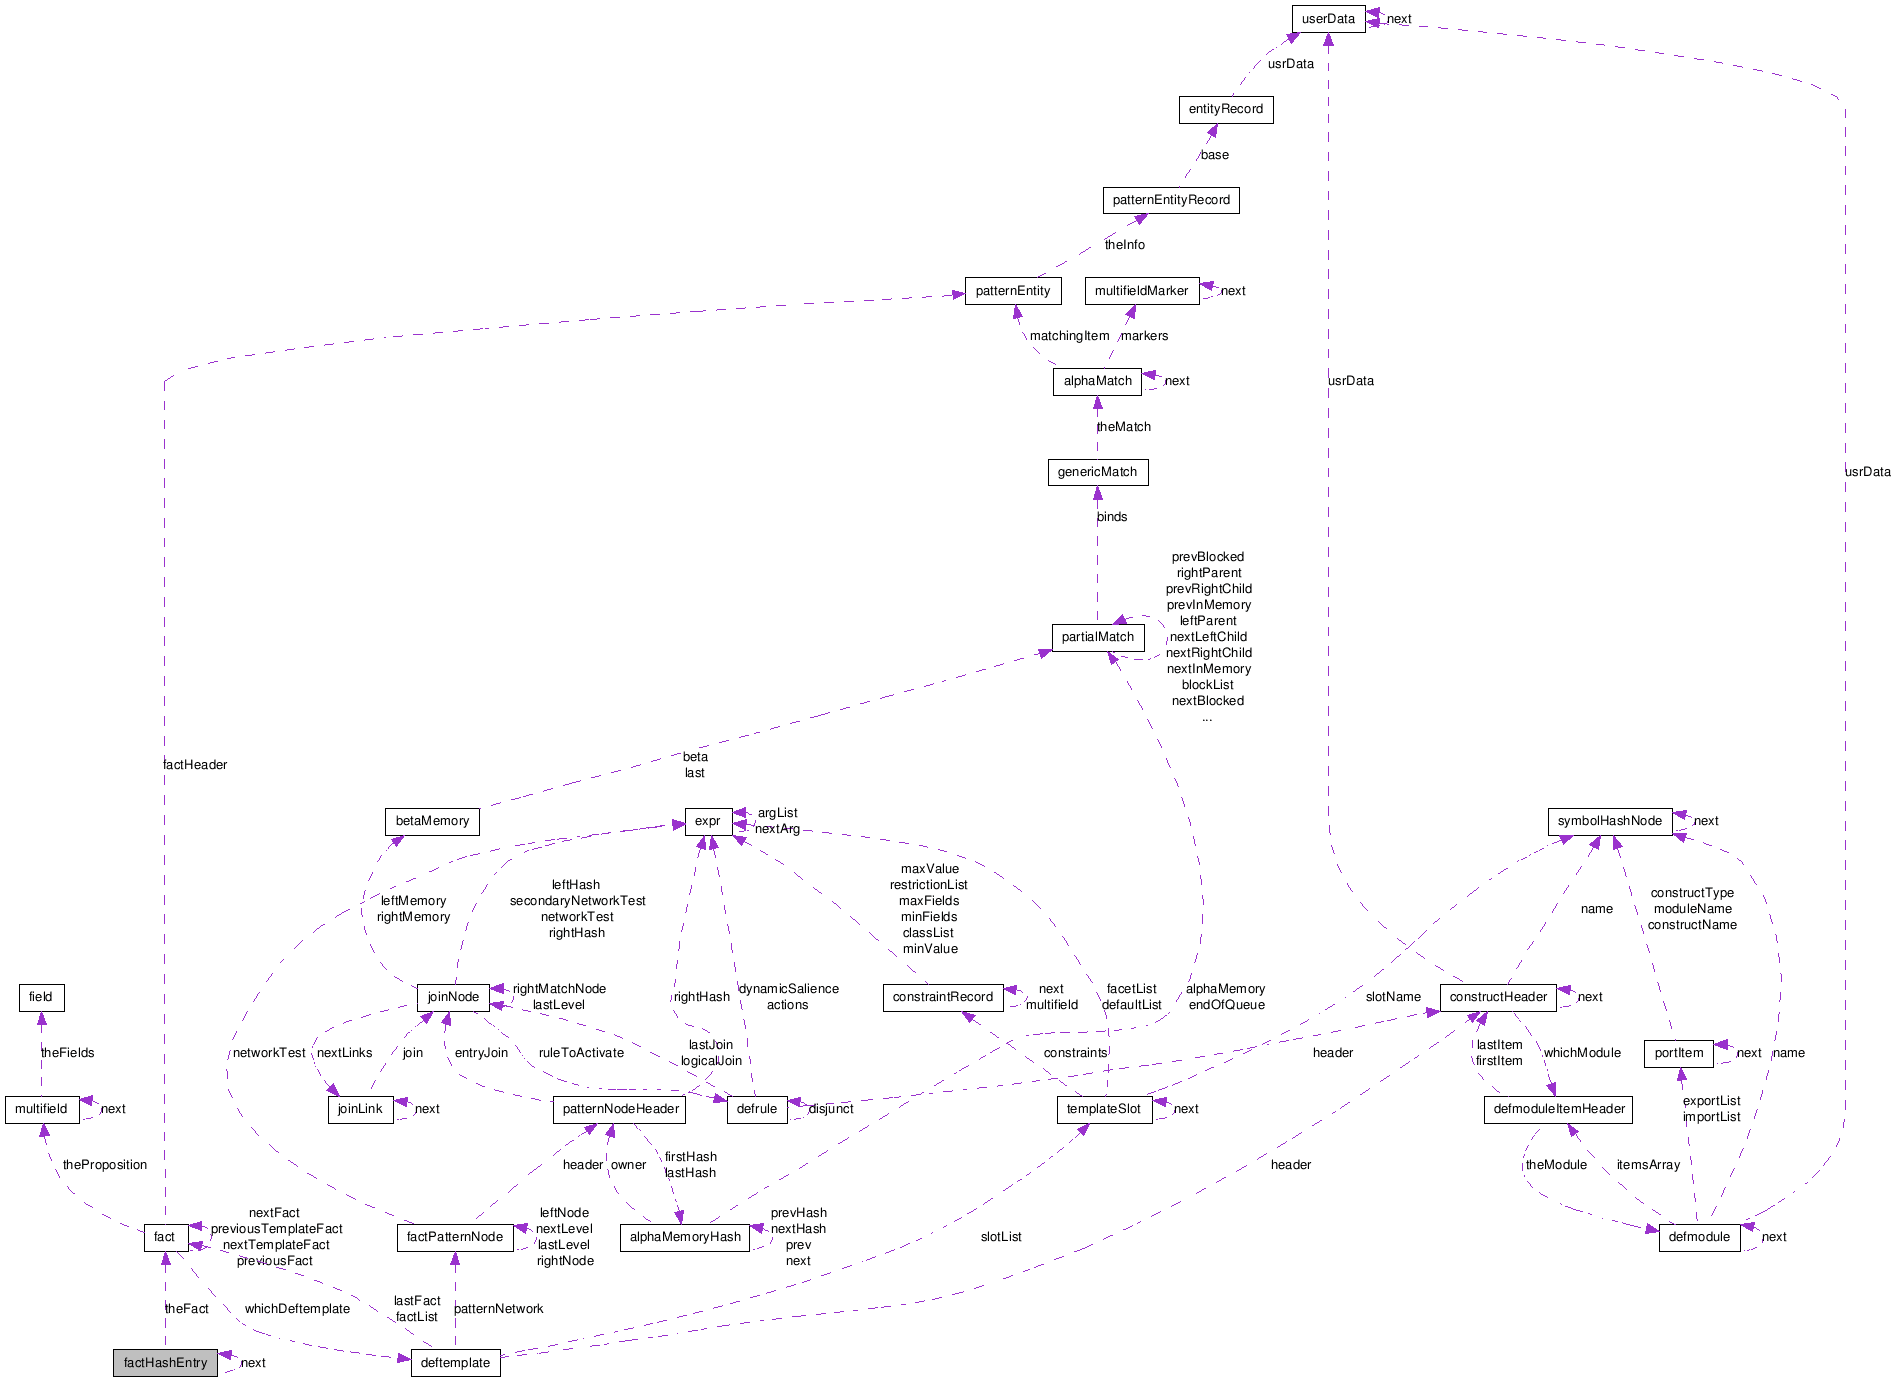 userData
next
usrData
entityRecord
base
patternEntityRecord
theInfo
patternEntity
multifieldMarker
next
matchingItem
markers
alphaMatch
next
usrData
theMatch
genericMatch
usrData
binds
prevBlocked
rightParent
prevRightChild
prevInMemory
leftParent
nextLeftChild
nextRightChild
nextInMemory
blockList
nextBlocked
...
partialMatch
factHeader
beta
last
betaMemory
expr
argList
nextArg
symbolHashNode
next
leftMemory
rightMemory
leftHash
secondaryNetworkTest
networkTest
rightHash
maxValue
restrictionList
maxFields
minFields
classList
minValue
name
constructType
moduleName
constructName
field
joinNode
rightMatchNode
lastLevel
rightHash
dynamicSalience
actions
constraintRecord
next
multifield
facetList
defaultList
alphaMemory
endOfQueue
slotName
constructHeader
next
theFields
networkTest
nextLinks
join
entryJoin
ruleToActivate
lastJoin
logicalJoin
constraints
header
lastItem
firstItem
whichModule
portItem
next
name
multifield
next
joinLink
next
patternNodeHeader
defrule
disjunct
templateSlot
next
defmoduleItemHeader
exportList
importList
theProposition
header
owner
firstHash
lastHash
header
theModule
itemsArray
fact
nextFact
previousTemplateFact
nextTemplateFact
previousFact
factPatternNode
leftNode
nextLevel
lastLevel
rightNode
alphaMemoryHash
prevHash
nextHash
prev
next
slotList
defmodule
next
theFact
whichDeftemplate
lastFact
factList
patternNetwork
factHashEntry
next
deftemplate